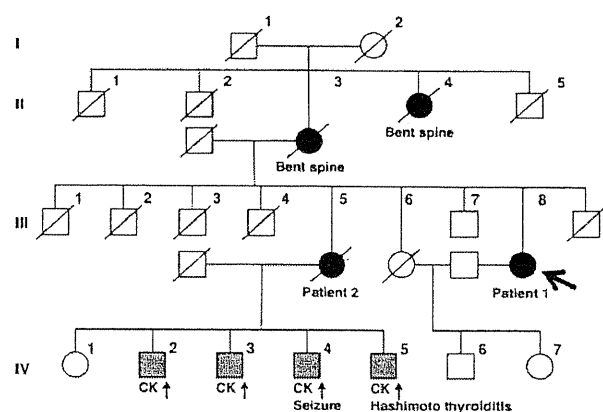 I
1
2
II
1
2
3
4
5
Bent spine
Bent spine
III
1
2
3
4
5
6
7
8
Patient 2
Patient 1
IV
1
2
3
4
5
6
7
CK ↑ CK ↑ CK ↑ CK ↑
Seizure Hashimoto thyroiditis